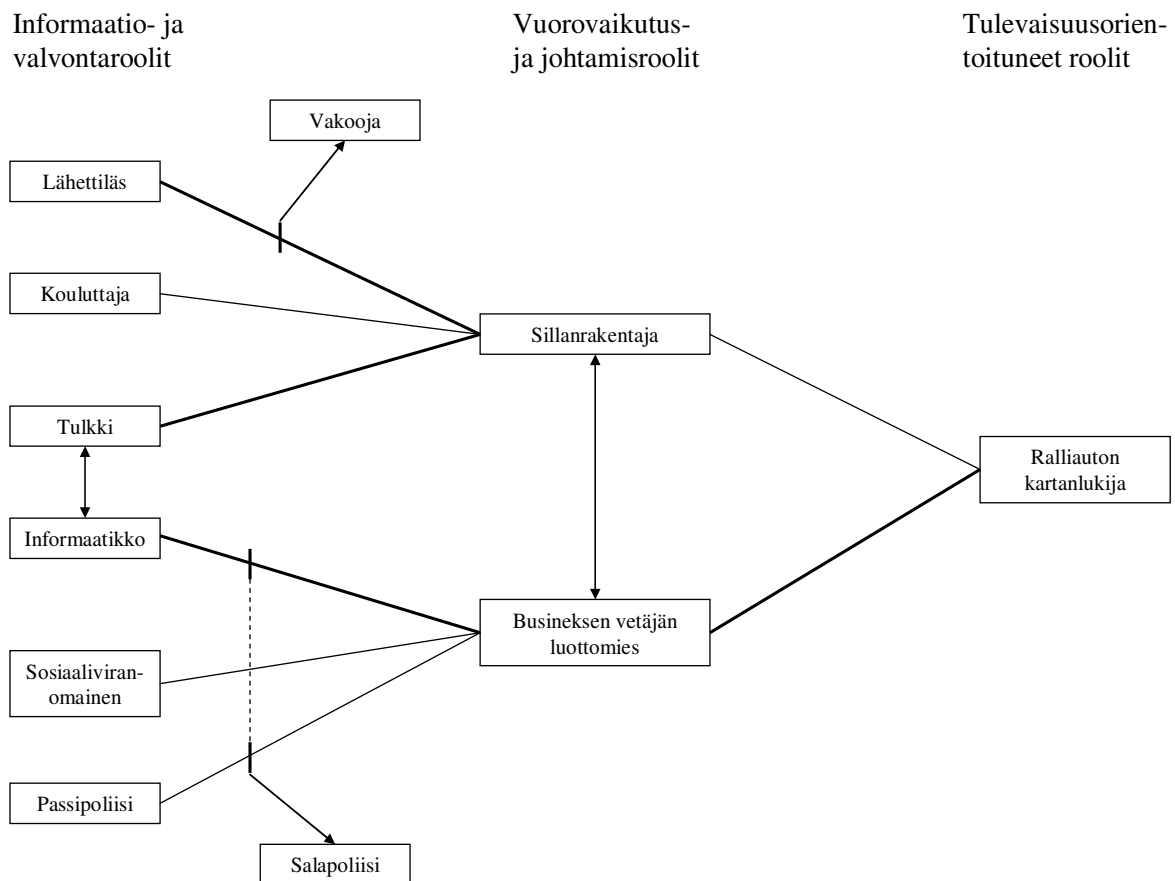 Informaatio- ja
valvontaroolit
Vuorovaikutus-
ja johtamisroolit
Tulevaisuusorien-
toituneet roolit
Vakooja
Lähettiläs
Kouluttaja
Sillanrakentaja
Tulkki
Ralliauton
kartanlukija
Informaatikko
Busineksen vetäjän
luottomies
Sosiaaliviran-
omainen
Passipoliisi
Salapoliisi